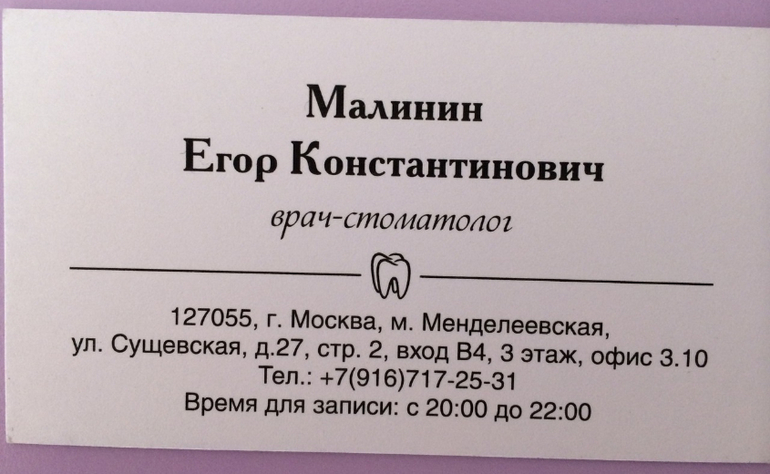 Малинин
Егор Константинович
врач-стоматолог
127055, г. Москва, м. Менделеевская,
ул. Сущевская, д.27, стр. 2, вход В4, 3 этаж, офис 3.10
Тел.: +7(916)717-25-31
Время для записи: с 20:00 до 22:00